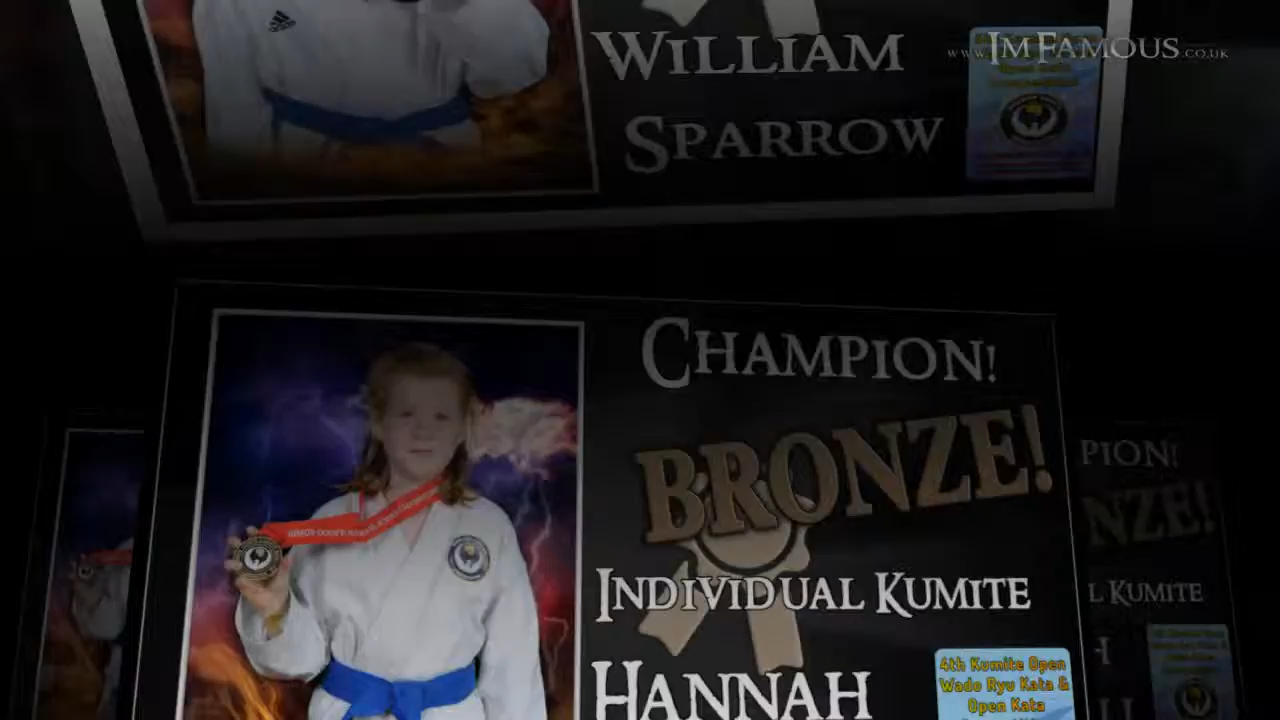 WILLIAM
SPARROW
www.IMFAMOUS.CO.UK
CHAMPION!
BRONZE!
INDIVIDUAL KUMITE
HANNAH
4th Kumite Open
Wado Ryu Kata &
Open Kata
PION!
NZE!
L KUMITE